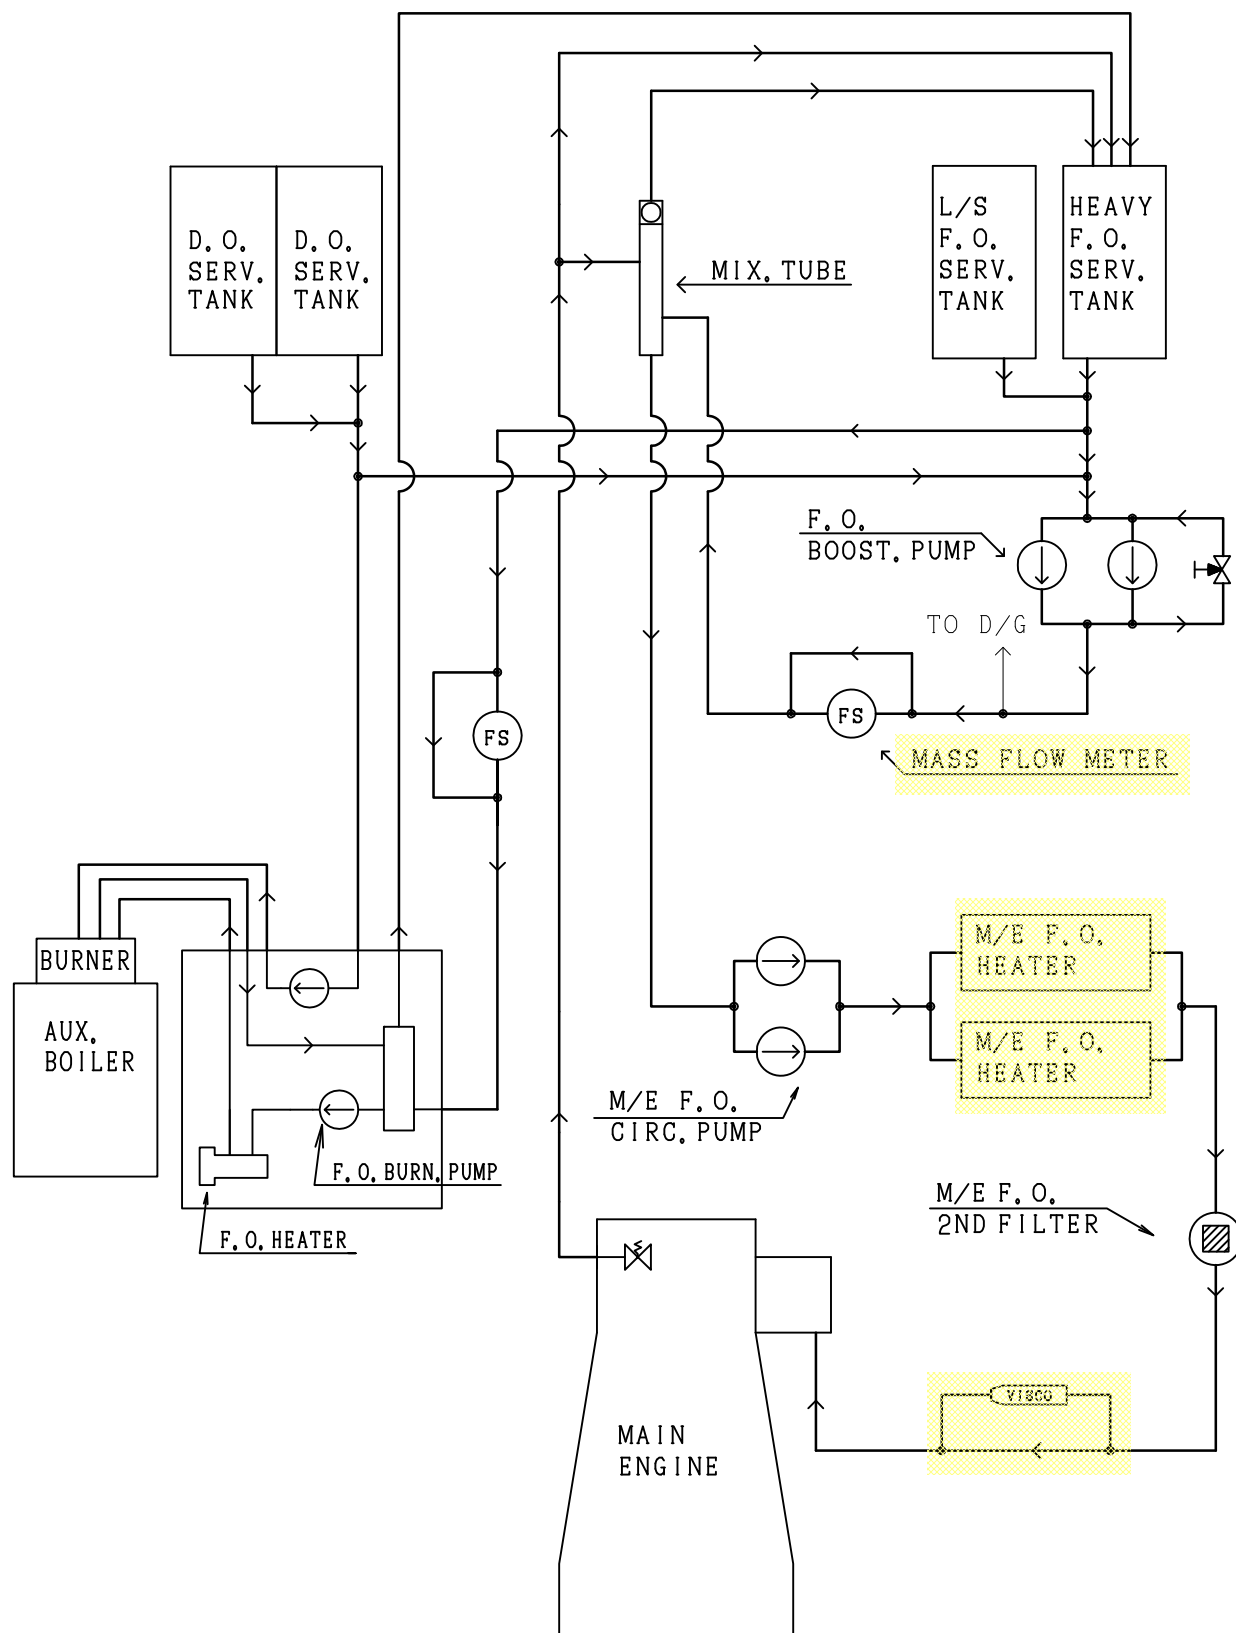 D.O.
SERV.
TANK
D.O.
SERV.
TANK
MIX. TUBE
L/S
F.O.
SERV.
TANK
HEAVY
F.O.
SERV.
TANK
F.O.
BOOST. PUMP
TO D/G
FS
MASS FLOW METER
FS
BURNER
AUX.
BOILER
M/E F.O.
HEATER
M/E F.O.
HEATER
M/E F.O.
CIRC. PUMP
F.O. BURN. PUMP
F.O. HEATER
M/E F.O.
2ND FILTER
VISCO
MAIN
ENGINE